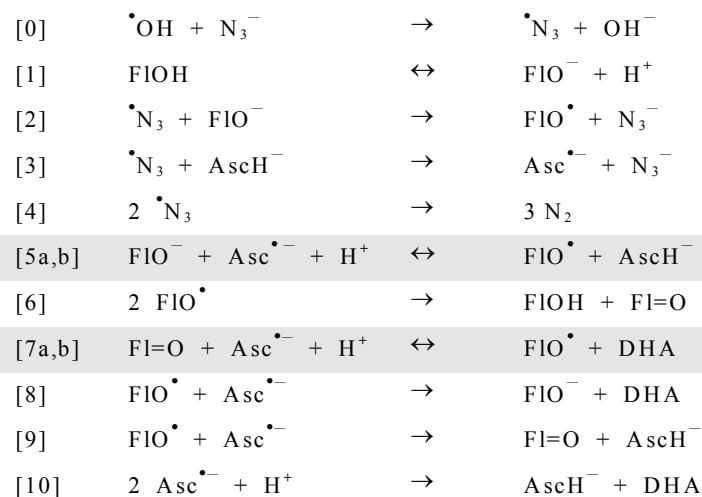 [0] •OH + N₃⁻ → •N₃ + OH⁻
[1] FlOH ↔ FlO⁻ + H⁺
[2] •N₃ + FlO⁻ → FlO• + N₃⁻
[3] •N₃ + AscH⁻ → Asc•⁻ + N₃⁻
[4] 2 •N₃ → 3 N₂
[5a,b] FlO⁻ + Asc•⁻ + H⁺ ↔ FlO• + AscH⁻
[6] 2 FlO• → FlOH + Fl=O
[7a,b] Fl=O + Asc•⁻ + H⁺ ↔ FlO• + DHA
[8] FlO• + Asc•⁻ → FlO⁻ + DHA
[9] FlO• + Asc•⁻ → Fl=O + AscH⁻
[10] 2 Asc•⁻ + H⁺ → AscH⁻ + DHA